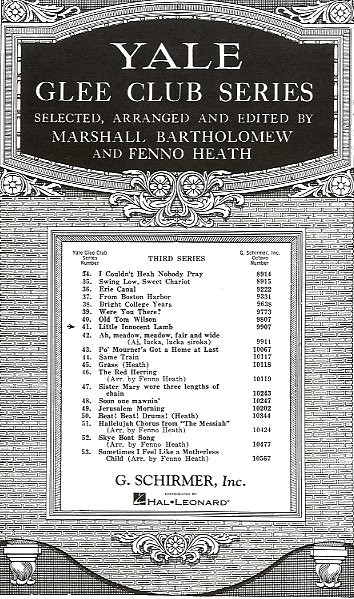 YALE
GLEE CLUB SERIES
SELECTED, ARRANGED AND EDITED BY
MARSHALL BARTHOLOMEW
AND FENNO HEATH
Yale Glee Club Series Number
THIRD SERIES
G. Schirmer, Inc. Octavo Number
34. I Couldn't Heah Nobody Pray 8914
35. Swing Low, Sweet Chariot 8915
36. Erie Canal 9222
37. From Boston Harbor 9331
38. Bright College Years 9638
39. Were You There? 9773
40. Old Tom Wilson 9807
41. Little Innocent Lamb 9907
42. Ah, meadow, meadow, fair and wide
(Aj, lucka, lucka siroka) 9911
43. Po' Mourner's Got a Home at Last 10067
44. Same Train 10117
45. Grass (Heath) 10118
46. The Red Herring
(Arr. by Fenno Heath) 10119
47. Sister Mary wore three lengths of
chain 10243
48. Soon one mawnin' 10247
49. Jerusalem Morning 10202
50. Beat! Beat! Drums! (Heath) 10344
51. Hallelujah Chorus from "The Messiah"
(Arr. by Fenno Heath) 10424
52. Skye Boat Song
(Arr. by Fenno Heath) 10477
53. Sometimes I Feel Like a Motherless
Child (Arr. by Fenno Heath) 10567
G. SCHIRMER, Inc.
DISTRIBUTED BY
HAL•LEONARD®